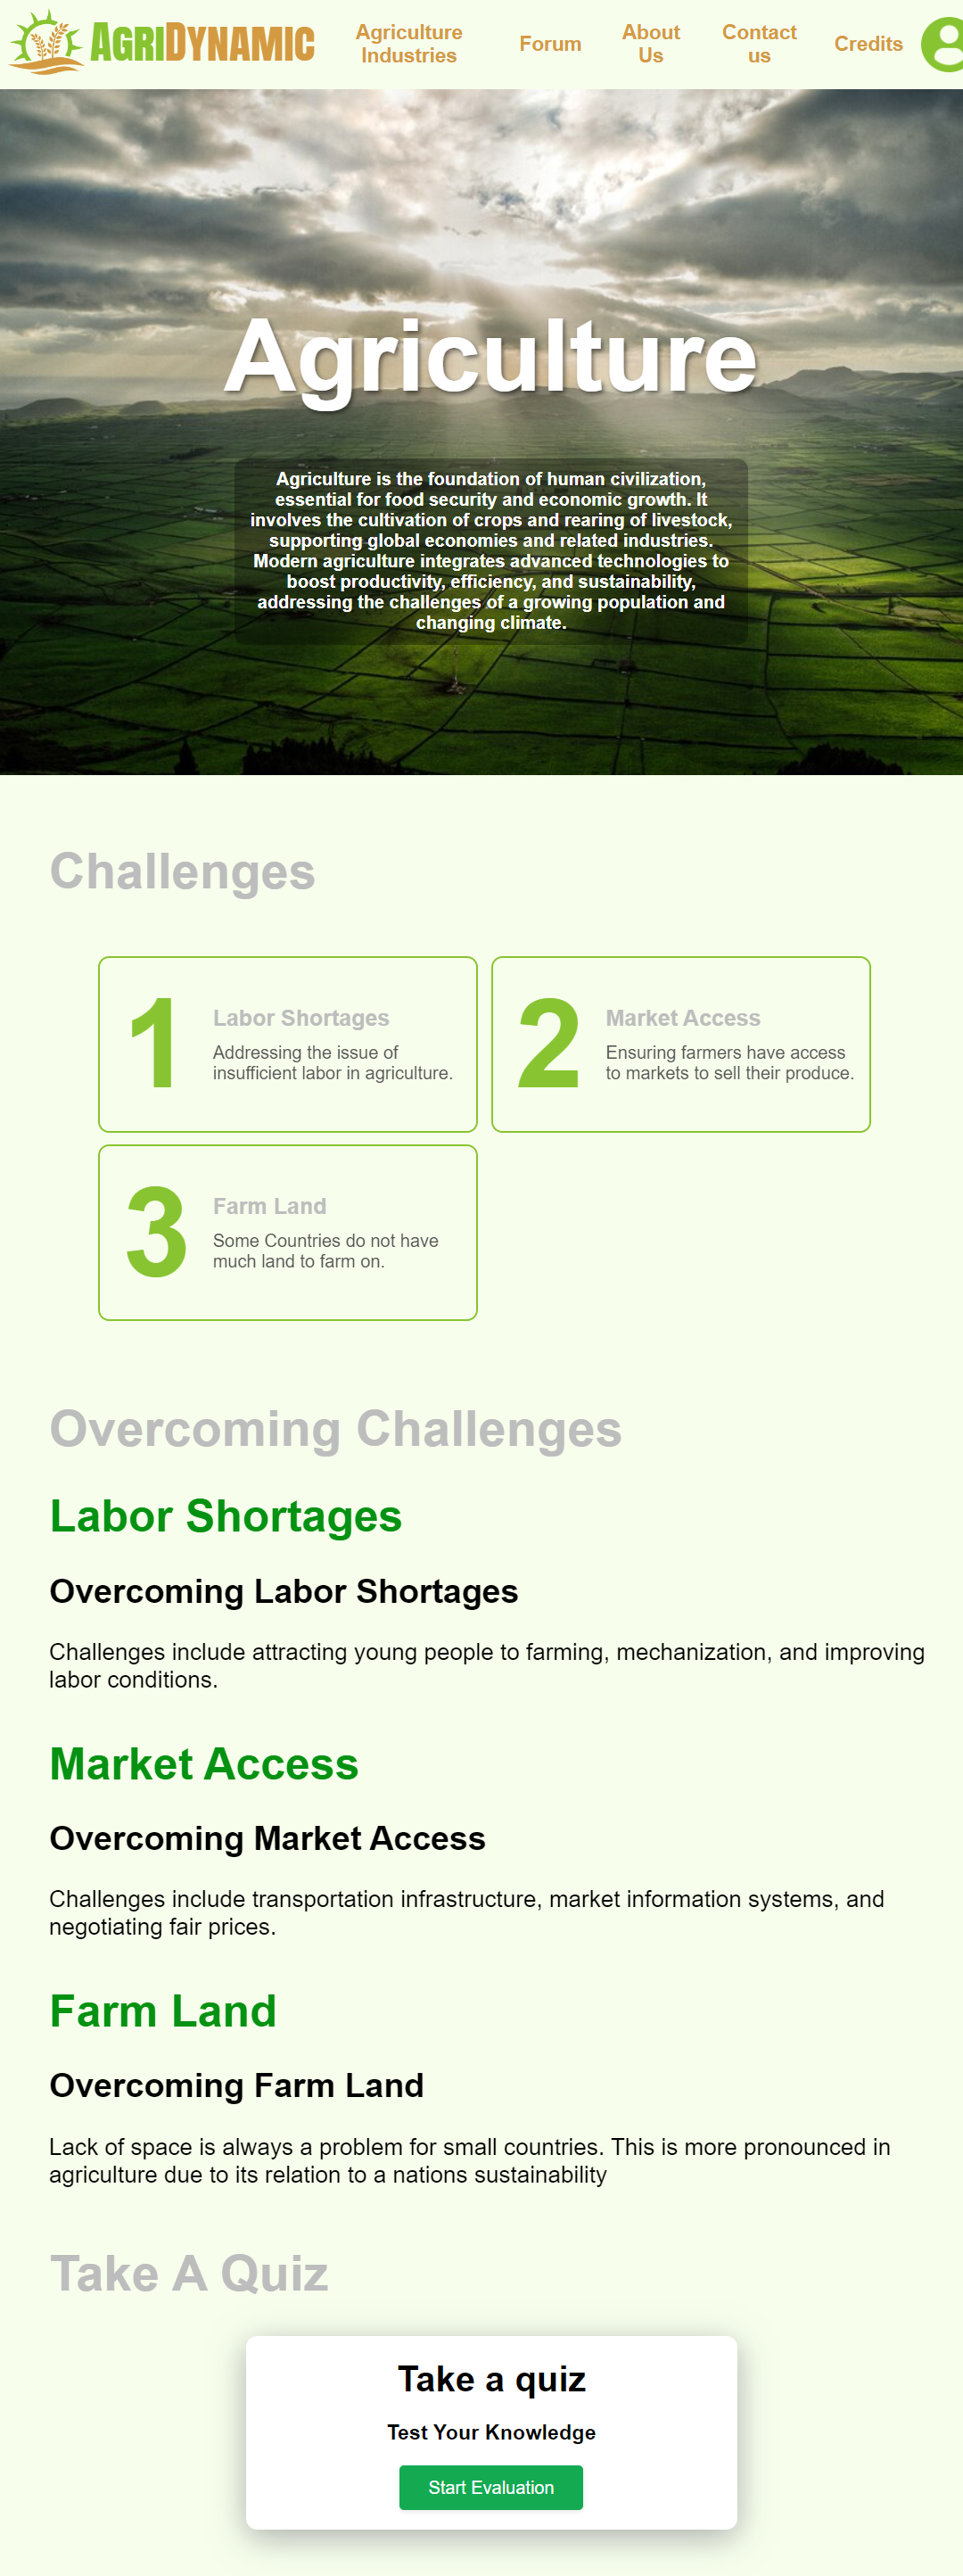 AGRIDYNAMIC
Agriculture
Industries
Forum
About
Us
Contact
us
Credits
Agriculture
Agriculture is the foundation of human civilization,
essential for food security and economic growth. It
involves the cultivation of crops and rearing of livestock,
supporting global economies and related industries.
Modern agriculture integrates advanced technologies to
boost productivity, efficiency, and sustainability,
addressing the challenges of a growing population and
changing climate.
Challenges
1
Labor Shortages
Addressing the issue of
insufficient labor in agriculture.
2
Market Access
Ensuring farmers have access
to markets to sell their produce.
3
Farm Land
Some Countries do not have
much land to farm on.
Overcoming Challenges
Labor Shortages
Overcoming Labor Shortages
Challenges include attracting young people to farming, mechanization, and improving
labor conditions.
Market Access
Overcoming Market Access
Challenges include transportation infrastructure, market information systems, and
negotiating fair prices.
Farm Land
Overcoming Farm Land
Lack of space is always a problem for small countries. This is more pronounced in
agriculture due to its relation to a nations sustainability
Take A Quiz
Take a quiz
Test Your Knowledge
Start Evaluation